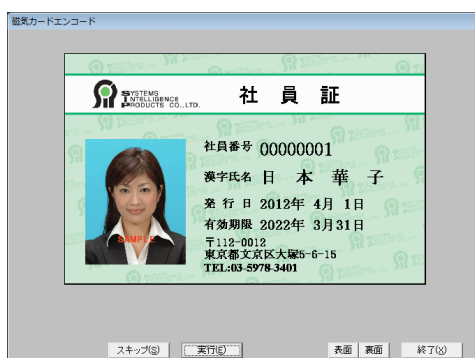 磁気カードエンコード
SYSTEMS
INTELLIGENCE
PRODUCTS CO.,LTD.
社員証
社員番号 00000001
漢字氏名 日本華子
発行日 2012年 4月 1日
有効期限 2022年 3月31日
〒112-0012
東京都文京区大塚5-6-15
TEL:03-5978-3401
SAMPLE
スキップ(S) 実行(E) 表面 裏面 終了(X)